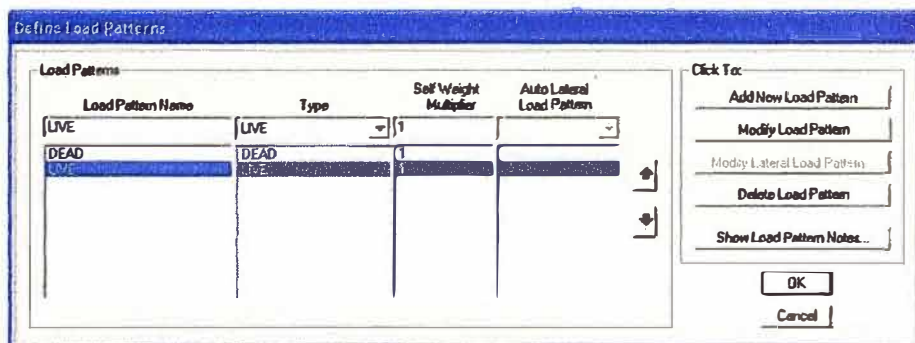 Define Load Patterns
Load Patterns
Load Pattern Name
Type
Self Weight Multiplier
Auto Lateral Load Pattern
LIVE
LIVE
1
DEAD
DEAD
1
LIVE
LIVE
1
Click To:
Add New Load Pattern
Modify Load Pattern
Modify Lateral Load Pattern
Delete Load Pattern
Show Load Pattern Notes...
OK
Cancel